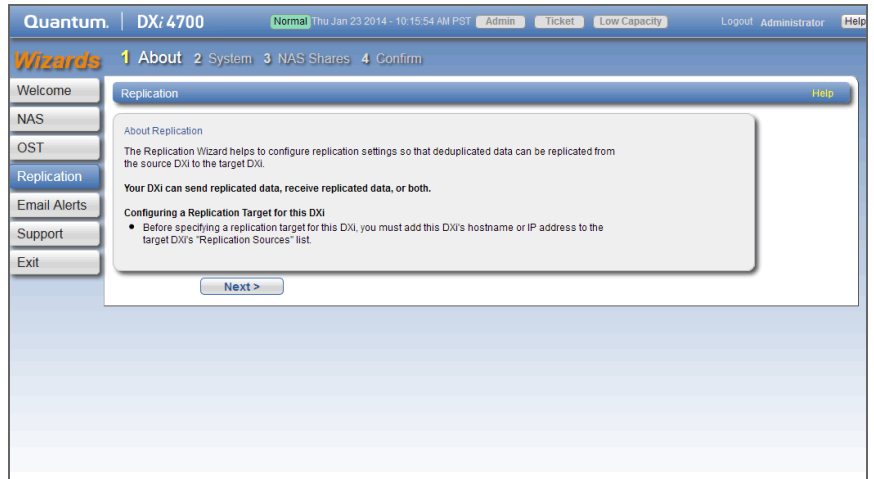 Quantum. | DXi 4700 Normal Thu Jan 23 2014 - 10:15:54 AM PST Admin Ticket Low Capacity Logout Administrator Help
Wizards 1 About 2 System 3 NAS Shares 4 Confirm
Welcome
NAS
OST
Replication
Email Alerts
Support
Exit
Replication Help
About Replication
The Replication Wizard helps to configure replication settings so that deduplicated data can be replicated from
the source DXi to the target DXi.
Your DXi can send replicated data, receive replicated data, or both.
Configuring a Replication Target for this DXi
• Before specifying a replication target for this DXi, you must add this DXi's hostname or IP address to the
target DXi's "Replication Sources" list.
Next >